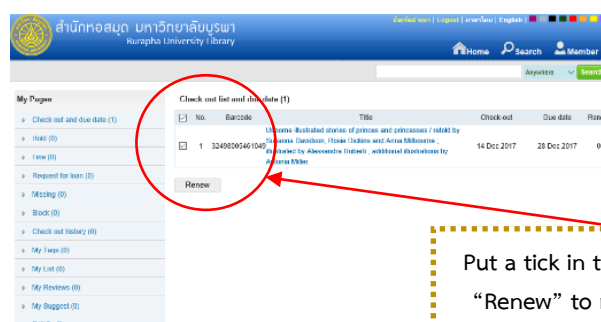 สำนักหอสมุด มหาวิทยาลัยบูรพา
Burapha University Library
| Logout | ภาษาไทย | English |
Home Search Member
Anywhere Search
My Pages
Check out and due date (1)
Hold (0)
Fine (0)
Request for loan (0)
Missing (0)
Block (0)
Check out history (0)
My Tags (0)
My List (0)
My Reviews (0)
My Suggest (0)
Check out list and due date (1)
No. Barcode Title Check-out Due date Rene
Usborne illustrated stories of princes and princesses / retold by
1 32498005461049 Susanna Davidson, Rosie Dickins and Anna Milbourne ; 14 Dec 2017 28 Dec 2017 0
illustrated by Alessandra Roberti ; additional illustrations by
Antonia Miller.
Renew
Put a tick in t
“Renew” to